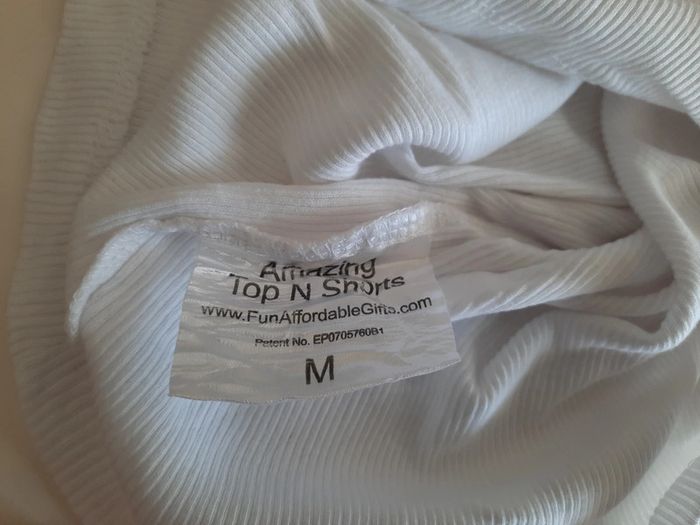 Amazing
Top N Shorts
www.FunAffordableGifts.com
Patent No. EP0705760B1
M